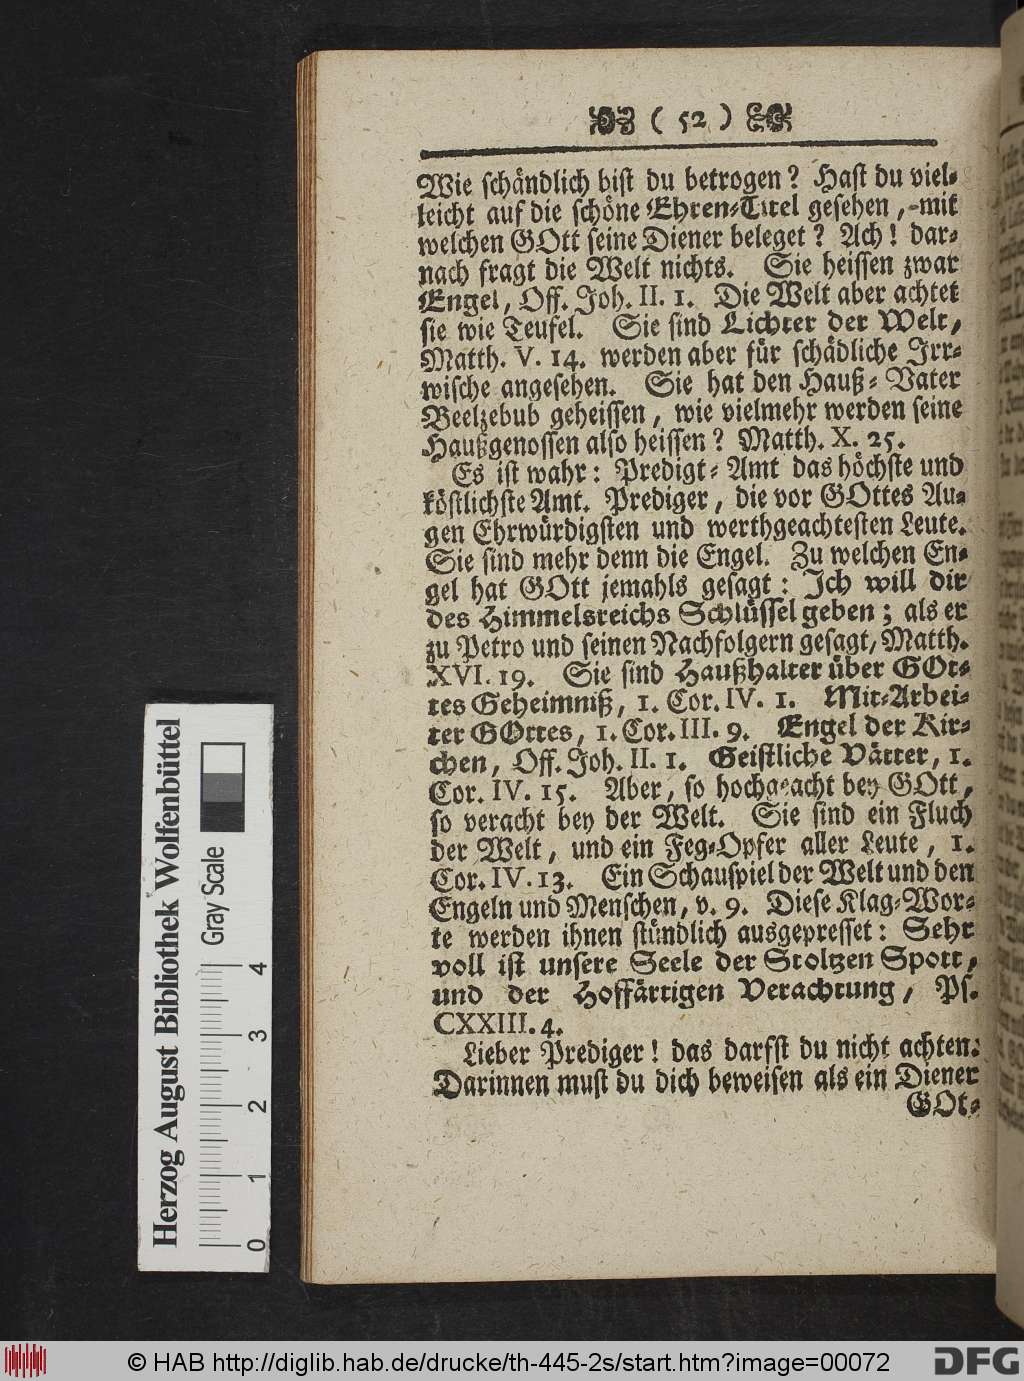 ( 52 )
Wie schändlich bist du betrogen? Hast du viel-
leicht auf die schöne Ehren-Titel gesehen, mit
welchen GOtt seine Diener beleget? Ach! dar-
nach fragt die Welt nichts. Sie heissen zwar
Engel, Off. Joh. II. 1. Die Welt aber achtet
sie wie Teufel. Sie sind Lichter der Welt,
Matth. V. 14. werden aber für schädliche Irr-
wische angesehen. Sie hat den Hauß-Vater
Beelzebub geheissen, wie vielmehr werden seine
Haußgenossen also heissen? Matth. X. 25.
Es ist wahr: Predigt-Amt das höchste und
köstlichste Amt. Prediger, die vor GOttes Au-
gen Ehrwürdigsten und werthgeachtesten Leute.
Sie sind mehr denn die Engel. Zu welchen En-
gel hat GOtt jemahls gesagt: Ich will dir
des Himmelsreichs Schlüssel geben; als er
zu Petro und seinen Nachfolgern gesagt, Matth.
XVI. 19. Sie sind Haußhalter über GOt-
tes Geheimniß, 1. Cor. IV. 1. Mit-Arbei-
ter GOttes, 1. Cor. III. 9. Engel der Kir-
chen, Off. Joh. II. 1. Geistliche Vätter, 1.
Cor. IV. 15. Aber, so hochgeacht bey GOtt,
so veracht bey der Welt. Sie sind ein Fluch
der Welt, und ein Feg-Opfer aller Leute, 1.
Cor. IV. 13. Ein Schauspiel der Welt und den
Engeln und Menschen, v. 9. Diese Klag-Wor-
te werden ihnen stündlich ausgepresset: Sehr
voll ist unsere Seele der Stoltzen Spott,
und der Hoffärtigen Verachtung, Ps.
CXXIII. 4.
Lieber Prediger! das darfst du nicht achten.
Darinnen must du dich beweisen als ein Diener
GOt-
Herzog August Bibliothek Wolfenbüttel
Gray Scale
0 1 2 3 4
© HAB http://diglib.hab.de/drucke/th-445-2s/start.htm?image=00072
DFG